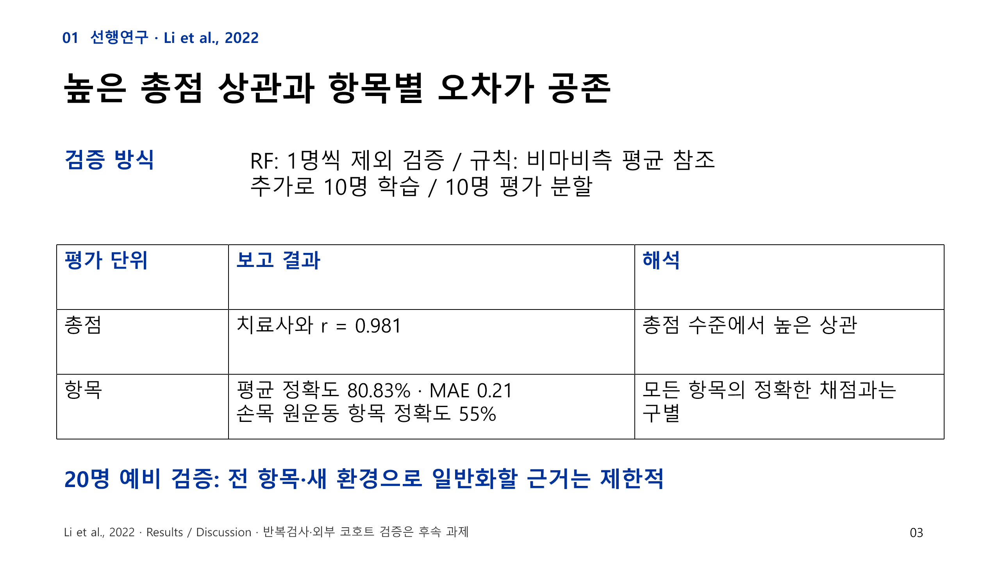 01 선행연구 · Li et al., 2022
높은 총점 상관과 항목별 오차가 공존
검증 방식
RF: 1명씩 제외 검증 / 규칙: 비마비측 평균 참조
추가로 10명 학습 / 10명 평가 분할
평가 단위
보고 결과
해석
총점
치료사와 r = 0.981
총점 수준에서 높은 상관
항목
평균 정확도 80.83% · MAE 0.21
손목 원운동 항목 정확도 55%
모든 항목의 정확한 채점과는
구별
20명 예비 검증: 전 항목·새 환경으로 일반화할 근거는 제한적
Li et al., 2022 · Results / Discussion · 반복검사·외부 코호트 검증은 후속 과제
03